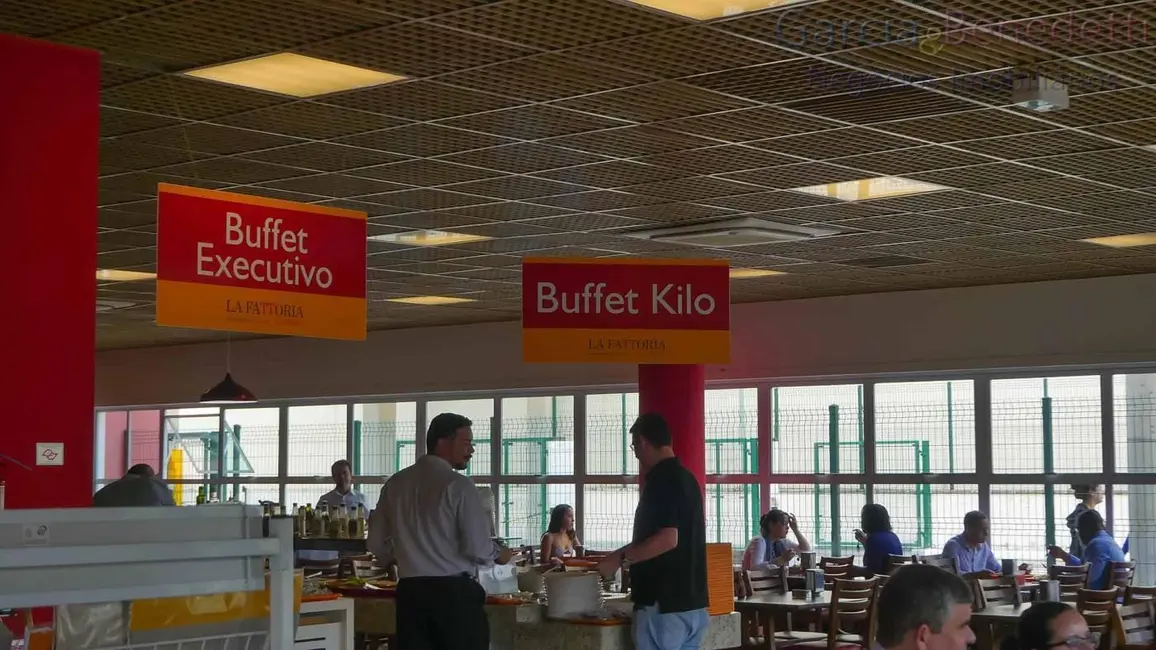 Garcia & Benedetti
Buffet
Executivo
LA FATTORIA
Buffet Kilo
LA FATTORIA